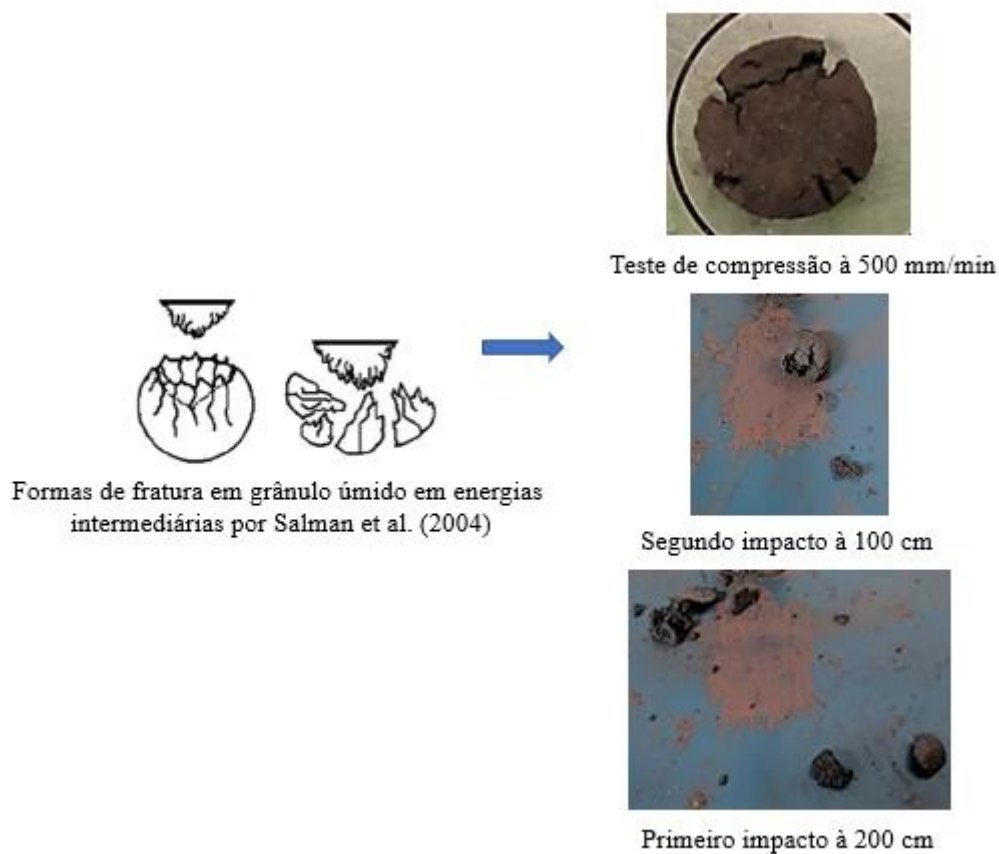 Teste de compressão à 500 mm/min
Formas de fratura em grânulo úmido em energias
intermediárias por Salman et al. (2004)
Segundo impacto à 100 cm
Primeiro impacto à 200 cm